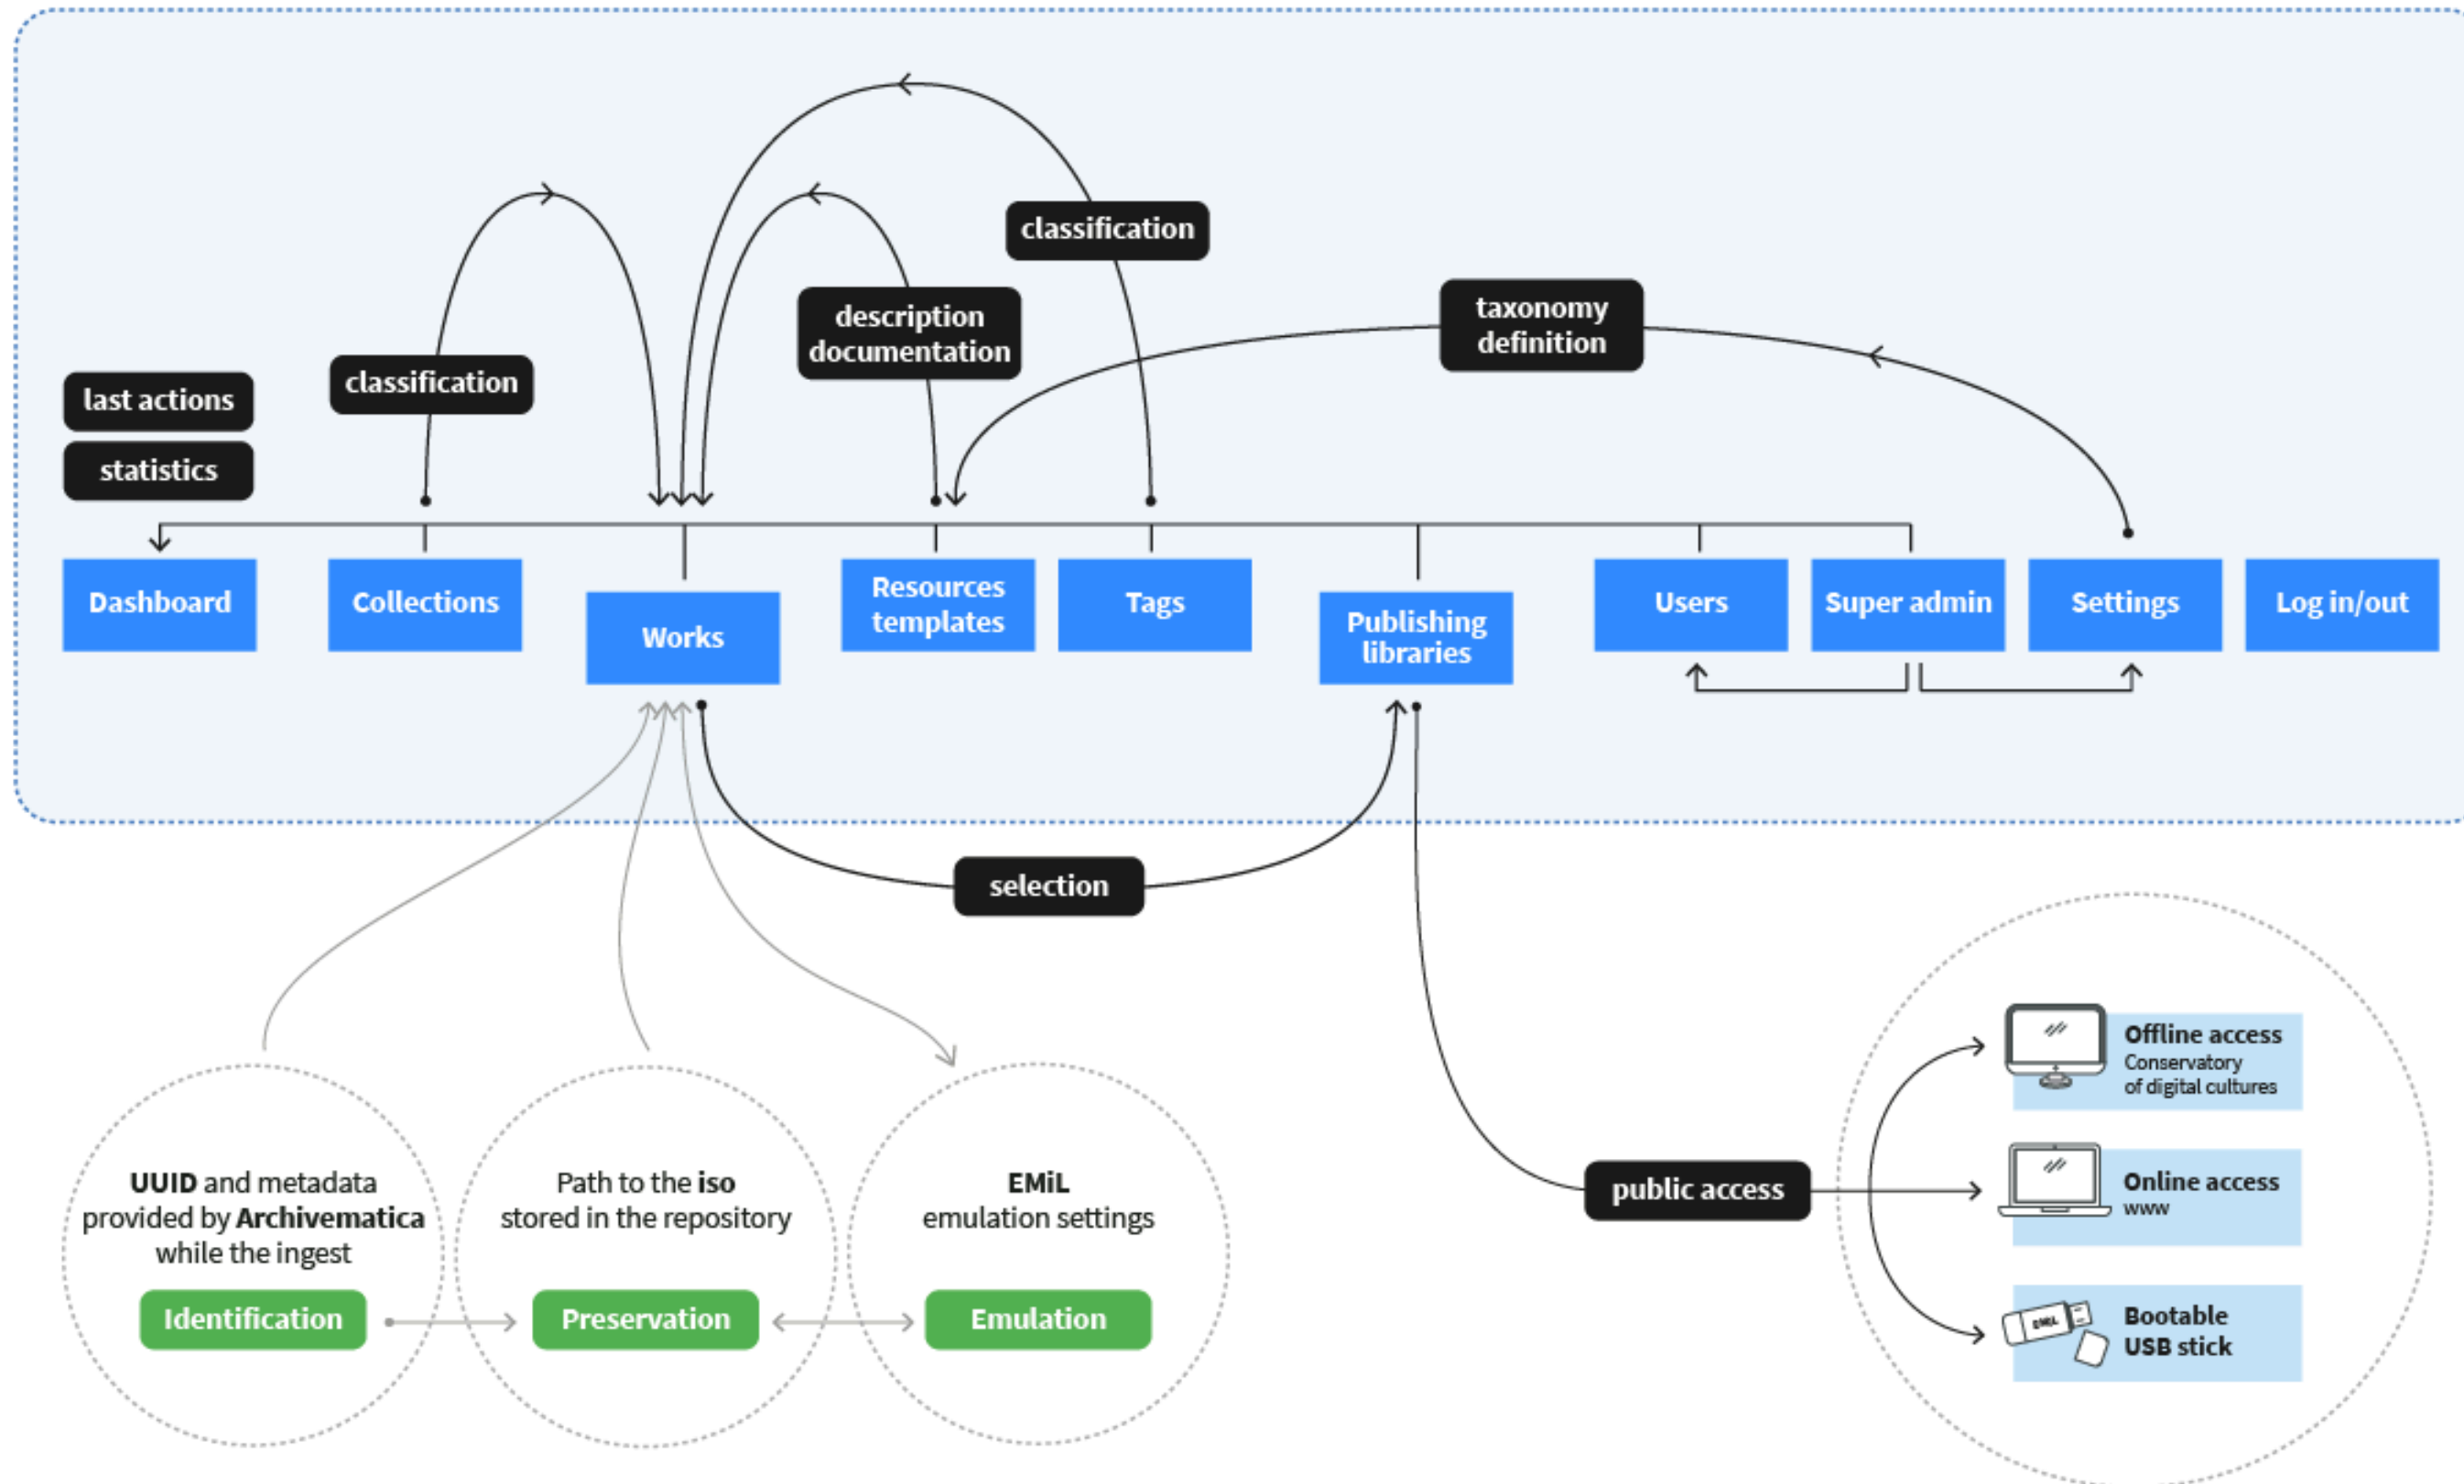 classification
description
documentation
taxonomy
definition
classification
last actions
statistics
Dashboard
Collections
Works
Resources
templates
Tags
Publishing
libraries
Users
Super admin
Settings
Log in/out
selection
public access
UUID and metadata
provided by Archivematica
while the ingest
Identification
Path to the iso
stored in the repository
Preservation
EMiL
emulation settings
Emulation
Offline access
Conservatory
of digital cultures
Online access
www
EMiL
Bootable
USB stick